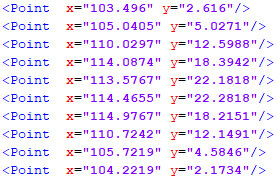 <Point  x="103.496" y="2.616"/>
<Point  x="105.0405" y="5.0271"/>
<Point  x="110.0297" y="12.5988"/>
<Point  x="114.0874" y="18.3942"/>
<Point  x="113.5767" y="22.1818"/>
<Point  x="114.4655" y="22.2818"/>
<Point  x="114.9767" y="18.2151"/>
<Point  x="110.7242" y="12.1491"/>
<Point  x="105.7219" y="4.5846"/>
<Point  x="104.2219" y="2.1734"/>